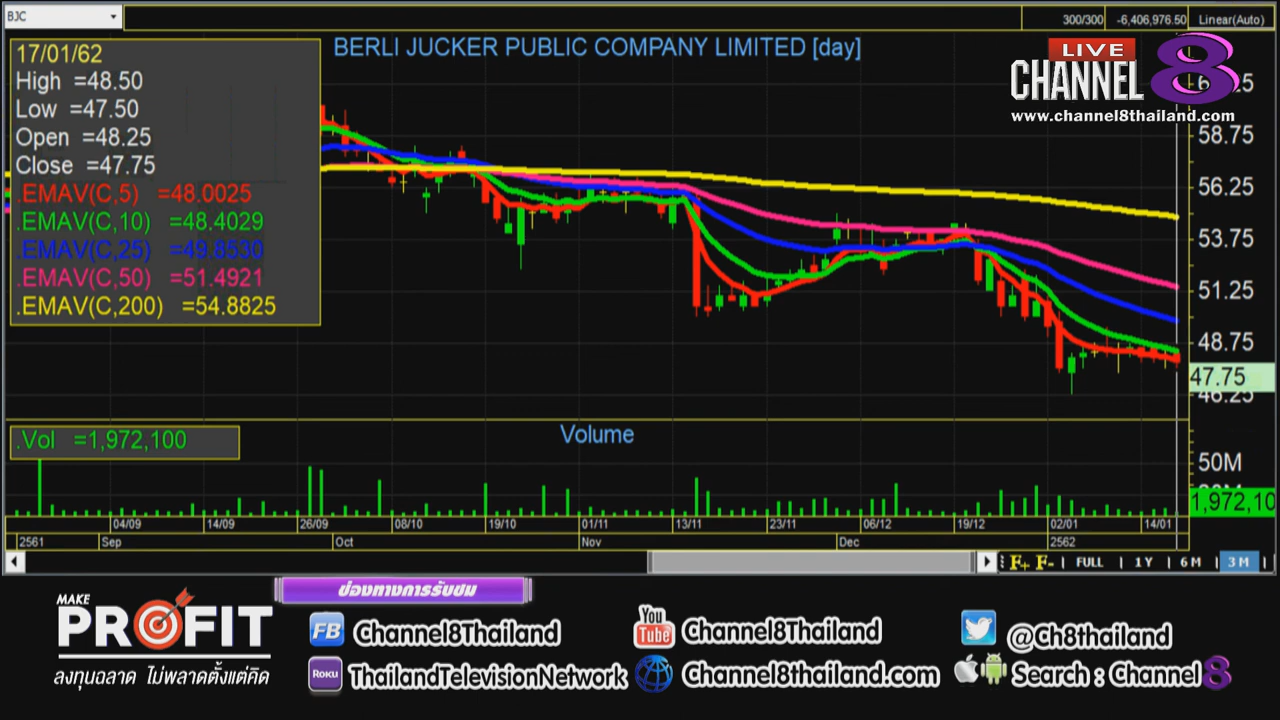 BJC
300/300
-6,406,976.50
Linear(Auto)
BERLI JUCKER PUBLIC COMPANY LIMITED [day]
17/01/62
High =48.50
Low =47.50
Open =48.25
Close =47.75
.EMAV(C,5) =48.0025
.EMAV(C,10) =48.4029
.EMAV(C,25) =49.8530
.EMAV(C,50) =51.4921
.EMAV(C,200) =54.8825
LIVE
CHANNEL 8
www.channel8thailand.com
58.75
56.25
53.75
51.25
48.75
47.75
46.25
.Vol =1,972,100
Volume
50M
1,972,10
04/09 14/09 26/09 08/10 19/10 01/11 13/11 23/11 06/12 19/12 02/01 14/01
2561 Sep Oct Nov Dec 2562
F+ F- | FULL | 1Y | 6M | 3M |
MAKE
PROFIT
ลงทุนฉลาด ไม่พลาดตั้งแต่คิด
ช่องทางการรับชม
FB Channel8Thailand
You Tube Channel8Thailand
@Ch8thailand
Roku ThailandTelevisionNetwork
Channel8thailand.com
Search : Channel 8